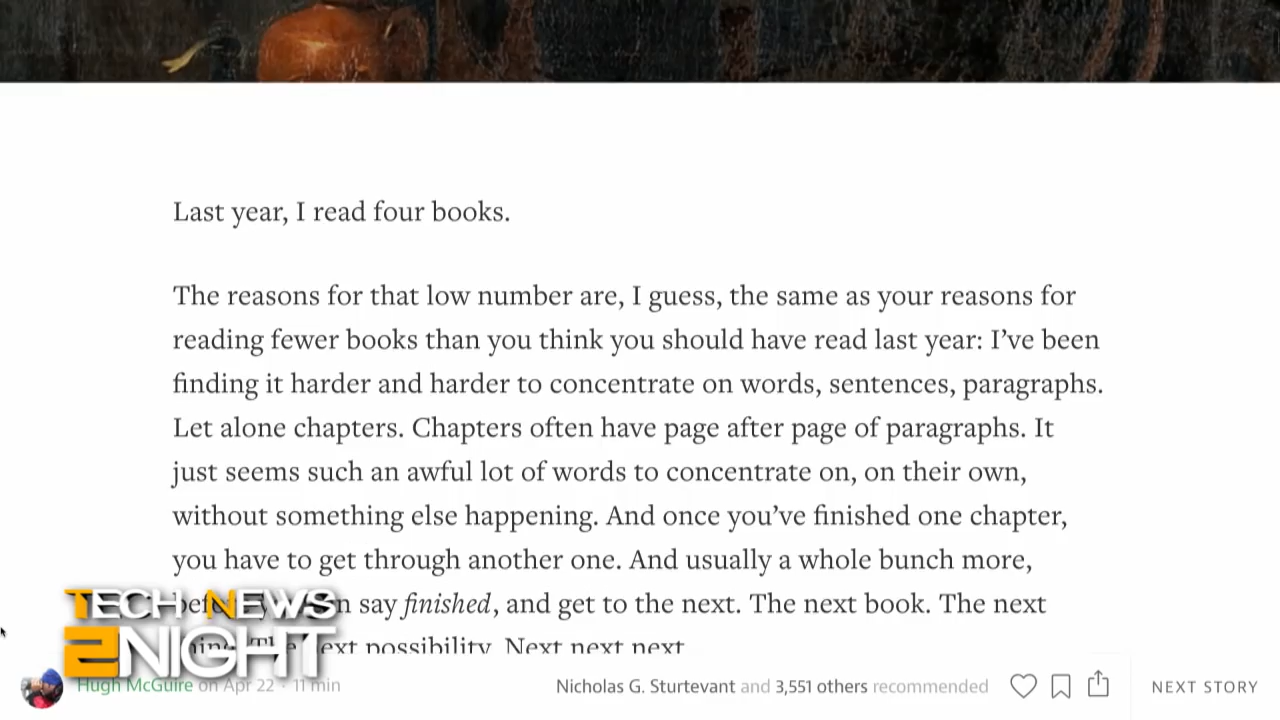 Last year, I read four books.
The reasons for that low number are, I guess, the same as your reasons for
reading fewer books than you think you should have read last year: I’ve been
finding it harder and harder to concentrate on words, sentences, paragraphs.
Let alone chapters. Chapters often have page after page of paragraphs. It
just seems such an awful lot of words to concentrate on, on their own,
without something else happening. And once you’ve finished one chapter,
you have to get through another one. And usually a whole bunch more,
say finished, and get to the next. The next book. The next
next possibility. Next next next
TECH NEWS
2NIGHT
Hugh McGuire on Apr 22 · 11 min
Nicholas G. Sturtevant and 3,551 others recommended
NEXT STORY